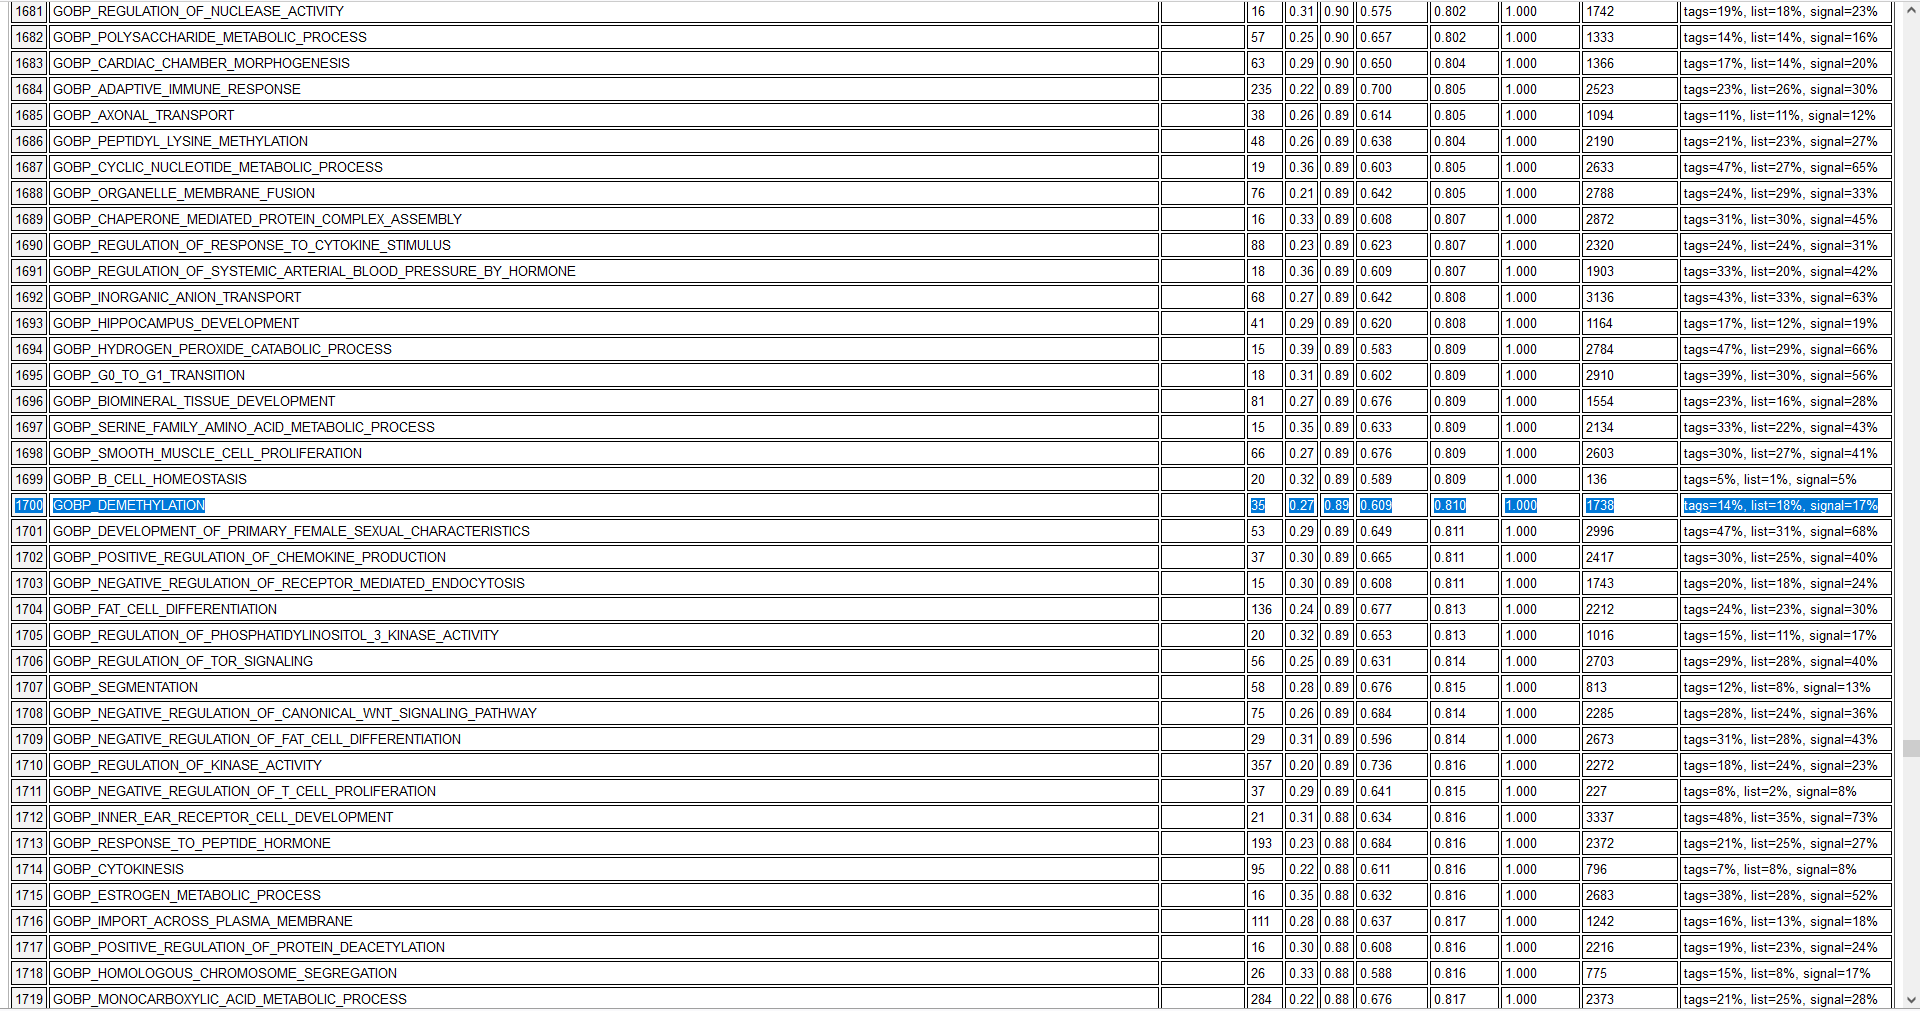 1681 GOBP_REGULATION_OF_NUCLEASE_ACTIVITY 16 0.31 0.90 0.575 0.802 1.000 1742 tags=19%, list=18%, signal=23%
1682 GOBP_POLYSACCHARIDE_METABOLIC_PROCESS 57 0.25 0.90 0.657 0.802 1.000 1333 tags=14%, list=14%, signal=16%
1683 GOBP_CARDIAC_CHAMBER_MORPHOGENESIS 63 0.29 0.90 0.650 0.804 1.000 1366 tags=17%, list=14%, signal=20%
1684 GOBP_ADAPTIVE_IMMUNE_RESPONSE 235 0.22 0.89 0.700 0.805 1.000 2523 tags=23%, list=26%, signal=30%
1685 GOBP_AXONAL_TRANSPORT 38 0.26 0.89 0.614 0.805 1.000 1094 tags=11%, list=11%, signal=12%
1686 GOBP_PEPTIDYL_LYSINE_METHYLATION 48 0.26 0.89 0.638 0.804 1.000 2190 tags=21%, list=23%, signal=27%
1687 GOBP_CYCLIC_NUCLEOTIDE_METABOLIC_PROCESS 19 0.36 0.89 0.603 0.805 1.000 2633 tags=47%, list=27%, signal=65%
1688 GOBP_ORGANELLE_MEMBRANE_FUSION 76 0.21 0.89 0.642 0.805 1.000 2788 tags=24%, list=29%, signal=33%
1689 GOBP_CHAPERONE_MEDIATED_PROTEIN_COMPLEX_ASSEMBLY 16 0.33 0.89 0.608 0.807 1.000 2872 tags=31%, list=30%, signal=45%
1690 GOBP_REGULATION_OF_RESPONSE_TO_CYTOKINE_STIMULUS 88 0.23 0.89 0.623 0.807 1.000 2320 tags=24%, list=24%, signal=31%
1691 GOBP_REGULATION_OF_SYSTEMIC_ARTERIAL_BLOOD_PRESSURE_BY_HORMONE 18 0.36 0.89 0.609 0.807 1.000 1903 tags=33%, list=20%, signal=42%
1692 GOBP_INORGANIC_ANION_TRANSPORT 68 0.27 0.89 0.642 0.808 1.000 3136 tags=43%, list=33%, signal=63%
1693 GOBP_HIPPOCAMPUS_DEVELOPMENT 41 0.29 0.89 0.620 0.808 1.000 1164 tags=17%, list=12%, signal=19%
1694 GOBP_HYDROGEN_PEROXIDE_CATABOLIC_PROCESS 15 0.39 0.89 0.583 0.809 1.000 2784 tags=47%, list=29%, signal=66%
1695 GOBP_G0_TO_G1_TRANSITION 18 0.31 0.89 0.602 0.809 1.000 2910 tags=39%, list=30%, signal=56%
1696 GOBP_BIOMINERAL_TISSUE_DEVELOPMENT 81 0.27 0.89 0.676 0.809 1.000 1554 tags=23%, list=16%, signal=28%
1697 GOBP_SERINE_FAMILY_AMINO_ACID_METABOLIC_PROCESS 15 0.35 0.89 0.633 0.809 1.000 2134 tags=33%, list=22%, signal=43%
1698 GOBP_SMOOTH_MUSCLE_CELL_PROLIFERATION 66 0.27 0.89 0.676 0.809 1.000 2603 tags=30%, list=27%, signal=41%
1699 GOBP_B_CELL_HOMEOSTASIS 20 0.32 0.89 0.589 0.809 1.000 136 tags=5%, list=1%, signal=5%
1700 GOBP_DEMETHYLATION 35 0.27 0.89 0.609 0.810 1.000 1738 tags=14%, list=18%, signal=17%
1701 GOBP_DEVELOPMENT_OF_PRIMARY_FEMALE_SEXUAL_CHARACTERISTICS 53 0.29 0.89 0.649 0.811 1.000 2996 tags=47%, list=31%, signal=68%
1702 GOBP_POSITIVE_REGULATION_OF_CHEMOKINE_PRODUCTION 37 0.30 0.89 0.665 0.811 1.000 2417 tags=30%, list=25%, signal=40%
1703 GOBP_NEGATIVE_REGULATION_OF_RECEPTOR_MEDIATED_ENDOCYTOSIS 15 0.30 0.89 0.608 0.811 1.000 1743 tags=20%, list=18%, signal=24%
1704 GOBP_FAT_CELL_DIFFERENTIATION 136 0.24 0.89 0.677 0.813 1.000 2212 tags=24%, list=23%, signal=30%
1705 GOBP_REGULATION_OF_PHOSPHATIDYLINOSITOL_3_KINASE_ACTIVITY 20 0.32 0.89 0.653 0.813 1.000 1016 tags=15%, list=11%, signal=17%
1706 GOBP_REGULATION_OF_TOR_SIGNALING 56 0.25 0.89 0.631 0.814 1.000 2703 tags=29%, list=28%, signal=40%
1707 GOBP_SEGMENTATION 58 0.28 0.89 0.676 0.815 1.000 813 tags=12%, list=8%, signal=13%
1708 GOBP_NEGATIVE_REGULATION_OF_CANONICAL_WNT_SIGNALING_PATHWAY 75 0.26 0.89 0.684 0.814 1.000 2285 tags=28%, list=24%, signal=36%
1709 GOBP_NEGATIVE_REGULATION_OF_FAT_CELL_DIFFERENTIATION 29 0.31 0.89 0.596 0.814 1.000 2673 tags=31%, list=28%, signal=43%
1710 GOBP_REGULATION_OF_KINASE_ACTIVITY 357 0.20 0.89 0.736 0.816 1.000 2272 tags=18%, list=24%, signal=23%
1711 GOBP_NEGATIVE_REGULATION_OF_T_CELL_PROLIFERATION 37 0.29 0.89 0.641 0.815 1.000 227 tags=8%, list=2%, signal=8%
1712 GOBP_INNER_EAR_RECEPTOR_CELL_DEVELOPMENT 21 0.31 0.88 0.634 0.816 1.000 3337 tags=48%, list=35%, signal=73%
1713 GOBP_RESPONSE_TO_PEPTIDE_HORMONE 193 0.23 0.88 0.684 0.816 1.000 2372 tags=21%, list=25%, signal=27%
1714 GOBP_CYTOKINESIS 95 0.22 0.88 0.611 0.816 1.000 796 tags=7%, list=8%, signal=8%
1715 GOBP_ESTROGEN_METABOLIC_PROCESS 16 0.35 0.88 0.632 0.816 1.000 2683 tags=38%, list=28%, signal=52%
1716 GOBP_IMPORT_ACROSS_PLASMA_MEMBRANE 111 0.28 0.88 0.637 0.817 1.000 1242 tags=16%, list=13%, signal=18%
1717 GOBP_POSITIVE_REGULATION_OF_PROTEIN_DEACETYLATION 16 0.30 0.88 0.608 0.816 1.000 2216 tags=19%, list=23%, signal=24%
1718 GOBP_HOMOLOGOUS_CHROMOSOME_SEGREGATION 26 0.33 0.88 0.588 0.816 1.000 775 tags=15%, list=8%, signal=17%
1719 GOBP_MONOCARBOXYLIC_ACID_METABOLIC_PROCESS 284 0.22 0.88 0.676 0.817 1.000 2373 tags=21%, list=25%, signal=28%